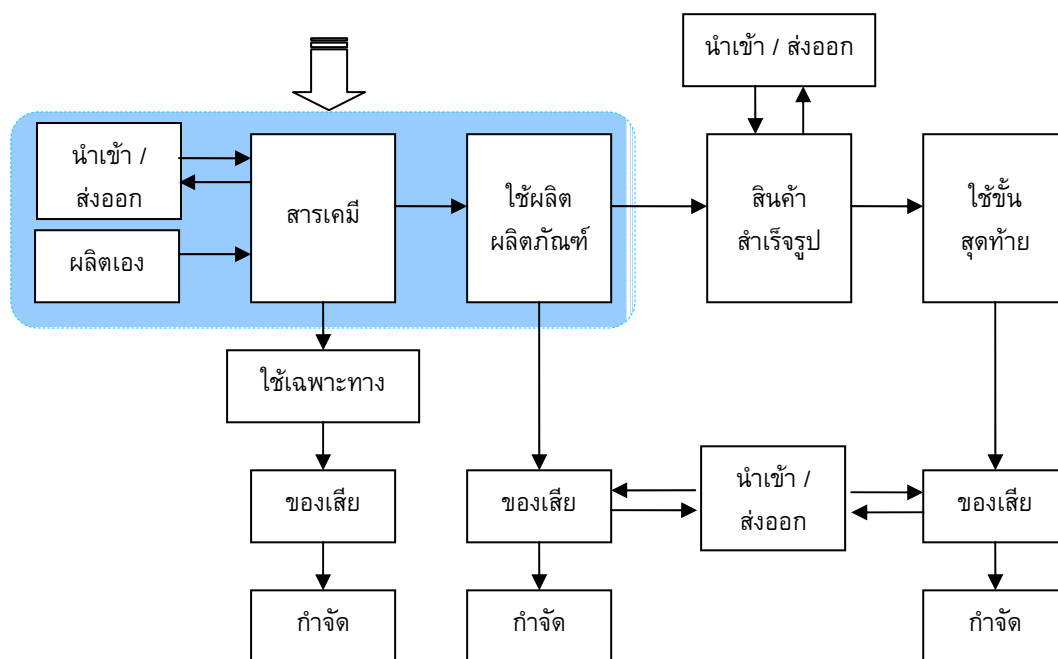 นำเข้า / ส่งออก
นำเข้า /
ส่งออก
ผลิตเอง
สารเคมี
ใช้ผลิต
ผลิตภัณฑ์
สินค้า
สำเร็จรูป
ใช้ขั้น
สุดท้าย
ใช้เฉพาะทาง
ของเสีย
ของเสีย
นำเข้า /
ส่งออก
ของเสีย
กำจัด
กำจัด
กำจัด